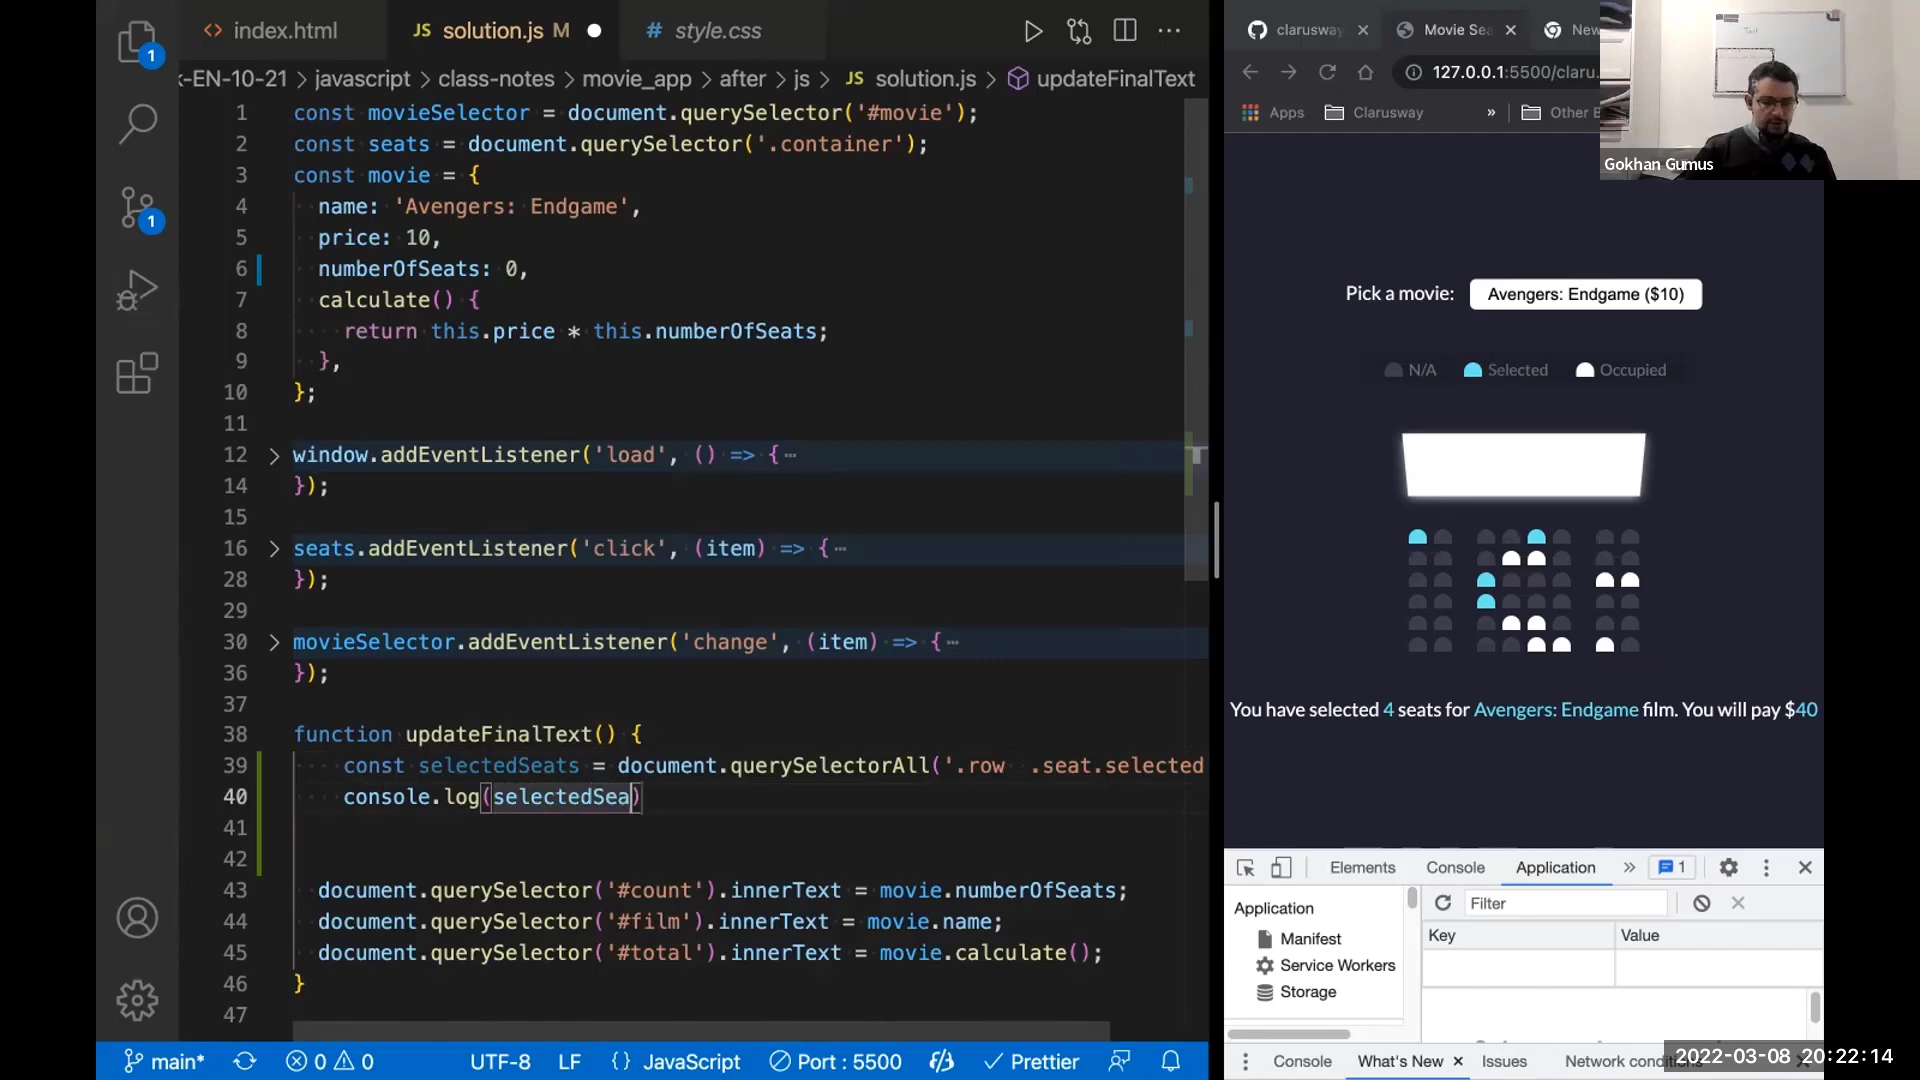 index.html
JS solution.js M
# style.css
k-EN-10-21 > javascript > class-notes > movie_app > after > js > JS solution.js > updateFinalText
1 const movieSelector = document.querySelector('#movie');
2 const seats = document.querySelector('.container');
3 const movie = {
4 name: 'Avengers: Endgame',
5 price: 10,
6 numberOfSeats: 0,
7 calculate() {
8 return this.price * this.numberOfSeats;
9 },
10 };
11
12 window.addEventListener('load', () => {
14 });
15
16 seats.addEventListener('click', (item) => {
28 });
29
30 movieSelector.addEventListener('change', (item) => {
36 });
37
38 function updateFinalText() {
39 const selectedSeats = document.querySelectorAll('.row .seat.selected
40 console.log(selectedSea)
41
42
43 document.querySelector('#count').innerText = movie.numberOfSeats;
44 document.querySelector('#film').innerText = movie.name;
45 document.querySelector('#total').innerText = movie.calculate();
46 }
47
1
1
main* 0 0 UTF-8 LF {} JavaScript Port : 5500 Prettier
clarusway Movie Sea New
127.0.0.1:5500/claru
Apps Clarusway » Other B
Gokhan Gumus
Pick a movie: Avengers: Endgame ($10)
N/A Selected Occupied
You have selected 4 seats for Avengers: Endgame film. You will pay $40
Elements Console Application » 1
Application
Manifest
Service Workers
Storage
Filter
Key Value
Console What's New Issues Network condi
2022-03-08 20:22:14